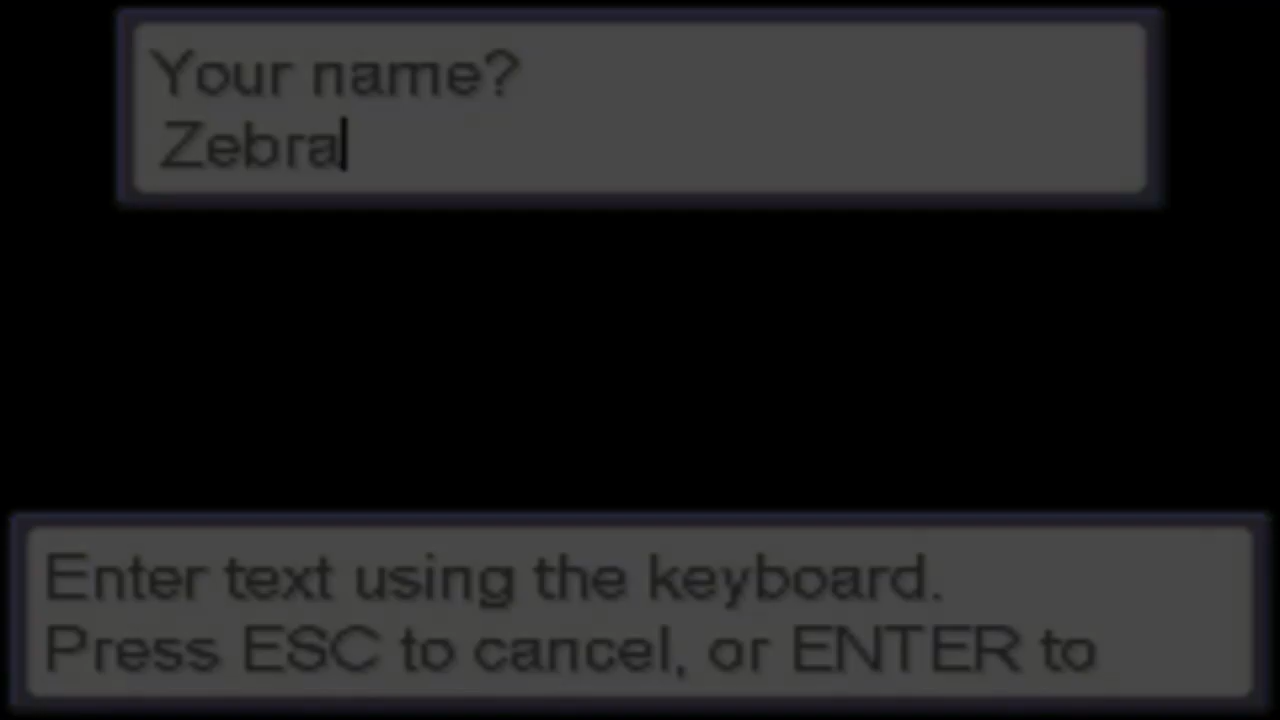 Your name?
Zebra
Enter text using the keyboard.
Press ESC to cancel, or ENTER to